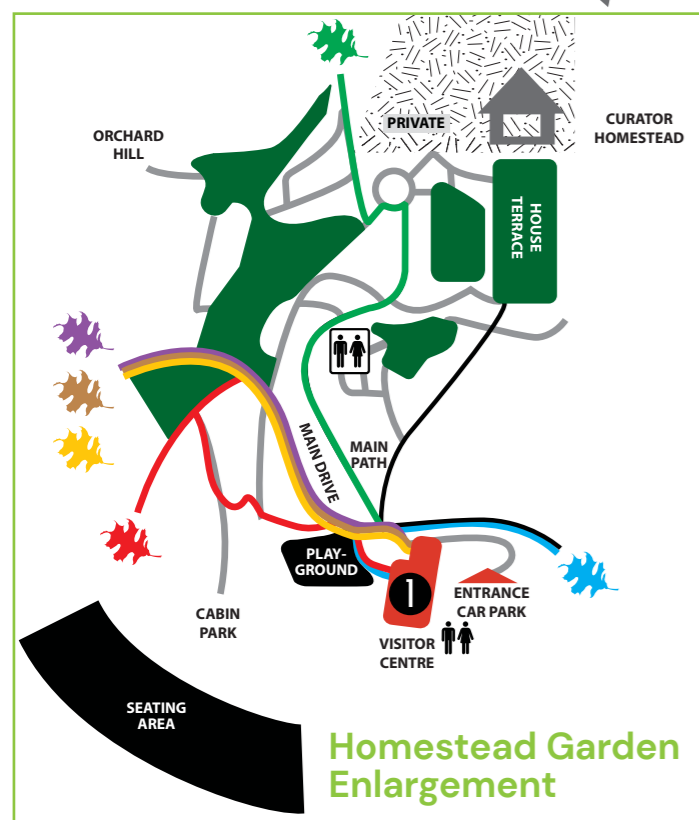 PRIVATE
CURATOR
HOMESTEAD
ORCHARD
HILL
HOUSE
TERRACE
MAIN DRIVE
MAIN
PATH
PLAY-
GROUND
1
ENTRANCE
CAR PARK
CABIN
PARK
VISITOR
CENTRE
SEATING
AREA
Homestead Garden
Enlargement